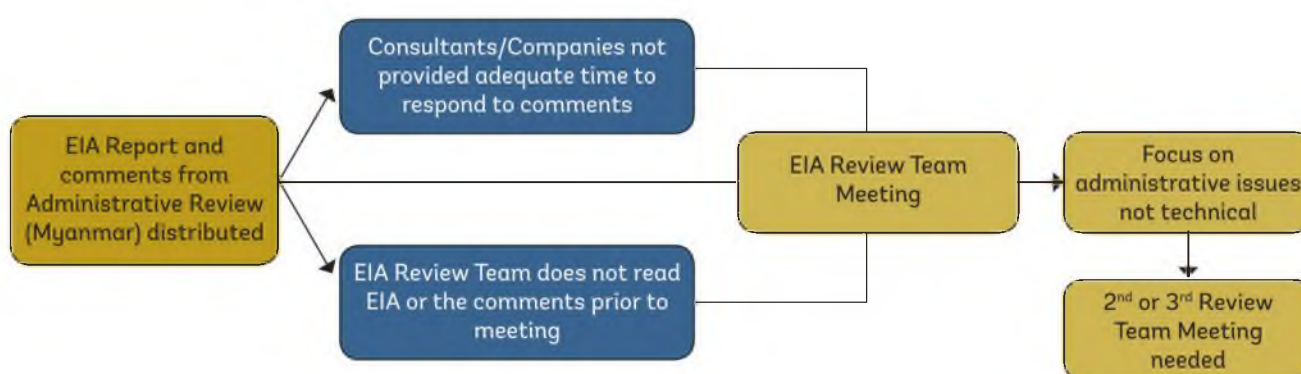 EIA Report and
comments from
Administrative Review
(Myanmar) distributed
Consultants/Companies not
provided adequate time to
respond to comments
EIA Review Team does not read
EIA or the comments prior to
meeting
EIA Review Team
Meeting
Focus on
administrative issues
not technical
2nd or 3rd Review
Team Meeting
needed